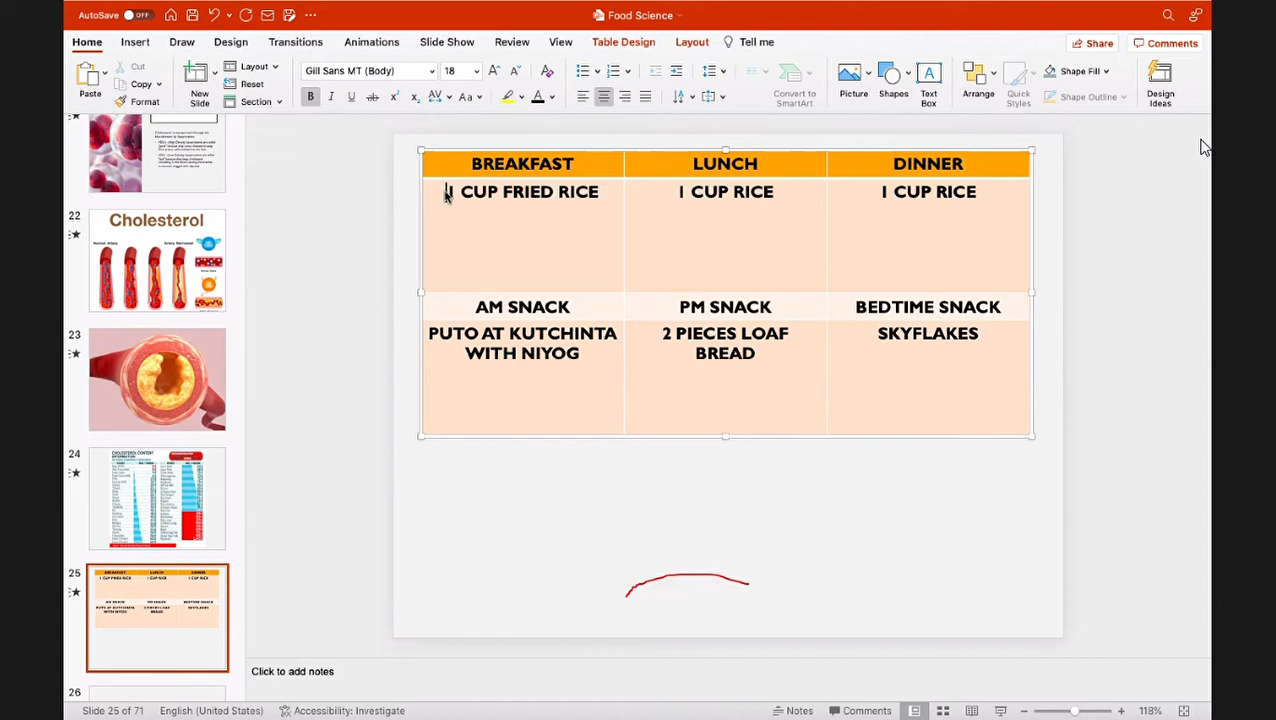 AutoSave OFF
Food Science
Home Insert Draw Design Transitions Animations Slide Show Review View Table Design Layout Tell me
Share Comments
Paste
Cut
Copy
Format
New Slide
Layout
Reset
Section
Gill Sans MT (Body)
Convert to SmartArt
Picture
Shapes
Text Box
Arrange
Quick Styles
Shape Fill
Shape Outline
Design Ideas
22
Cholesterol
23
24
25
26
BREAKFAST LUNCH DINNER
1 CUP FRIED RICE 1 CUP RICE 1 CUP RICE
AM SNACK PM SNACK BEDTIME SNACK
PUTO AT KUTCHINTA WITH NIYOG
2 PIECES LOAF BREAD
SKYFLAKES
Click to add notes
Slide 25 of 71 English (United States) Accessibility: Investigate Notes Comments 118%